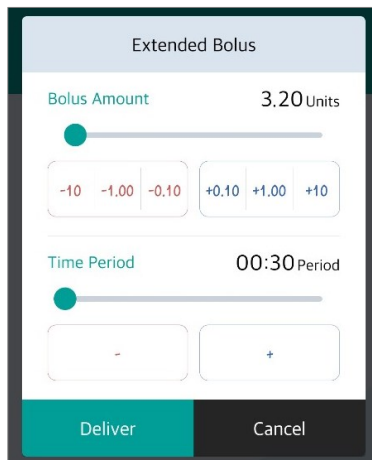 Extended Bolus
Bolus Amount 3.20 Units
-10 -1.00 -0.10 +0.10 +1.00 +10
Time Period 00:30 Period
- +
Deliver Cancel